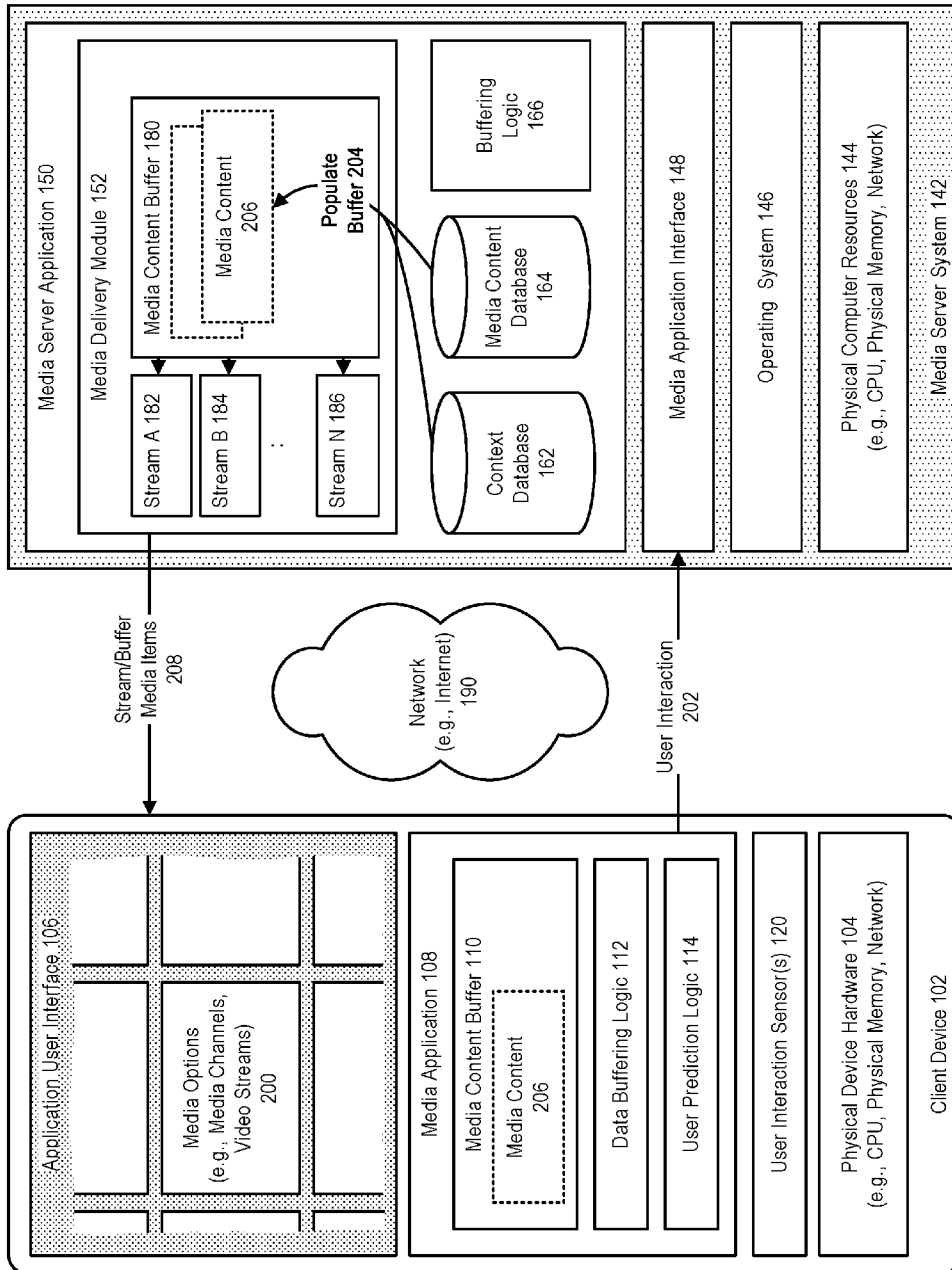 Application User Interface 106
Media Options
(e.g., Media Channels,
Video Streams)
200
Media Application 108
Media Content Buffer 110
Media Content
206
Data Buffering Logic 112
User Prediction Logic 114
User Interaction Sensor(s) 120
Physical Device Hardware 104
(e.g., CPU, Physical Memory, Network)
Client Device 102
Stream/Buffer
Media Items
208
Network
(e.g., Internet)
190
User Interaction
202
Media Server Application 150
Media Delivery Module 152
Stream A 182
Stream B 184
:
Stream N 186
Media Content Buffer 180
Media Content
206
Populate
Buffer 204
Context
Database
162
Media Content
Database
164
Buffering
Logic
166
Media Application Interface 148
Operating System 146
Physical Computer Resources 144
(e.g., CPU, Physical Memory, Network)
Media Server System 142